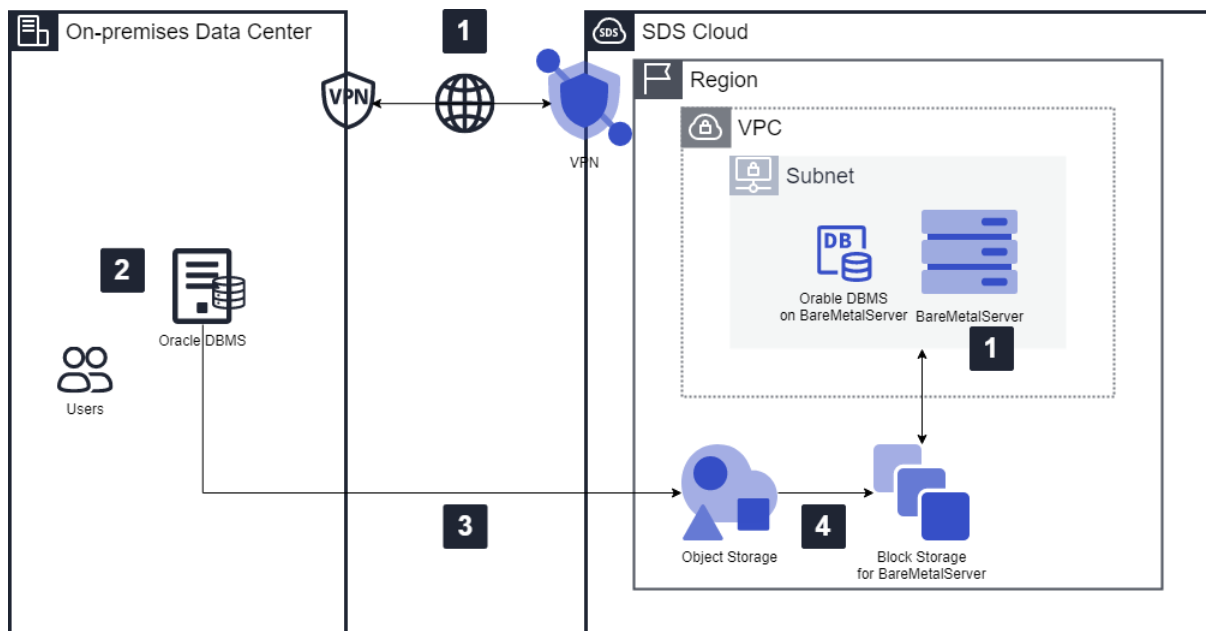 On-premises Data Center
1
SDS
SDS Cloud
Region
VPN
VPN
VPC
Subnet
2
DB
Oracle DBMS
Orable DBMS
on BareMetalServer
BareMetalServer
1
Users
3
4
Object Storage
Block Storage
for BareMetalServer